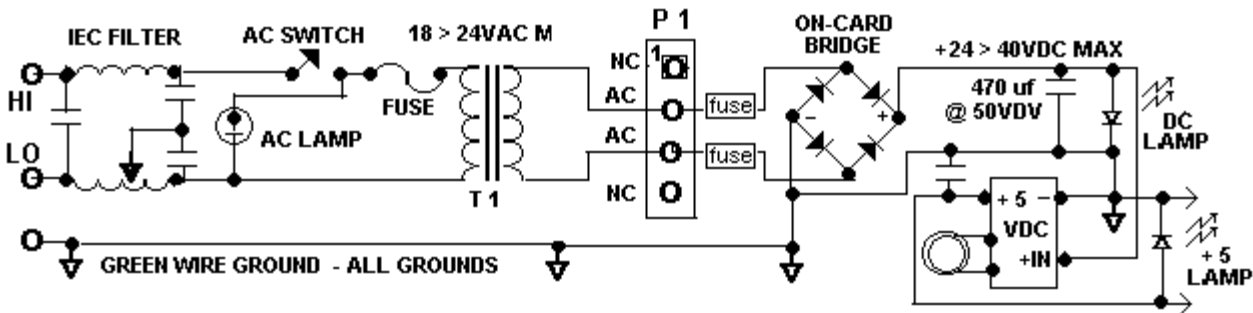 IEC FILTER
AC SWITCH
18 > 24VAC M
P 1
ON-CARD
BRIDGE
+24 > 40VDC MAX
HI
LO
FUSE
AC LAMP
T 1
1
NC
AC
AC
NC
fuse
fuse
-
+
470 uf
@ 50VDV
DC
LAMP
+ 5 -
VDC
+IN
+ 5
LAMP
GREEN WIRE GROUND - ALL GROUNDS